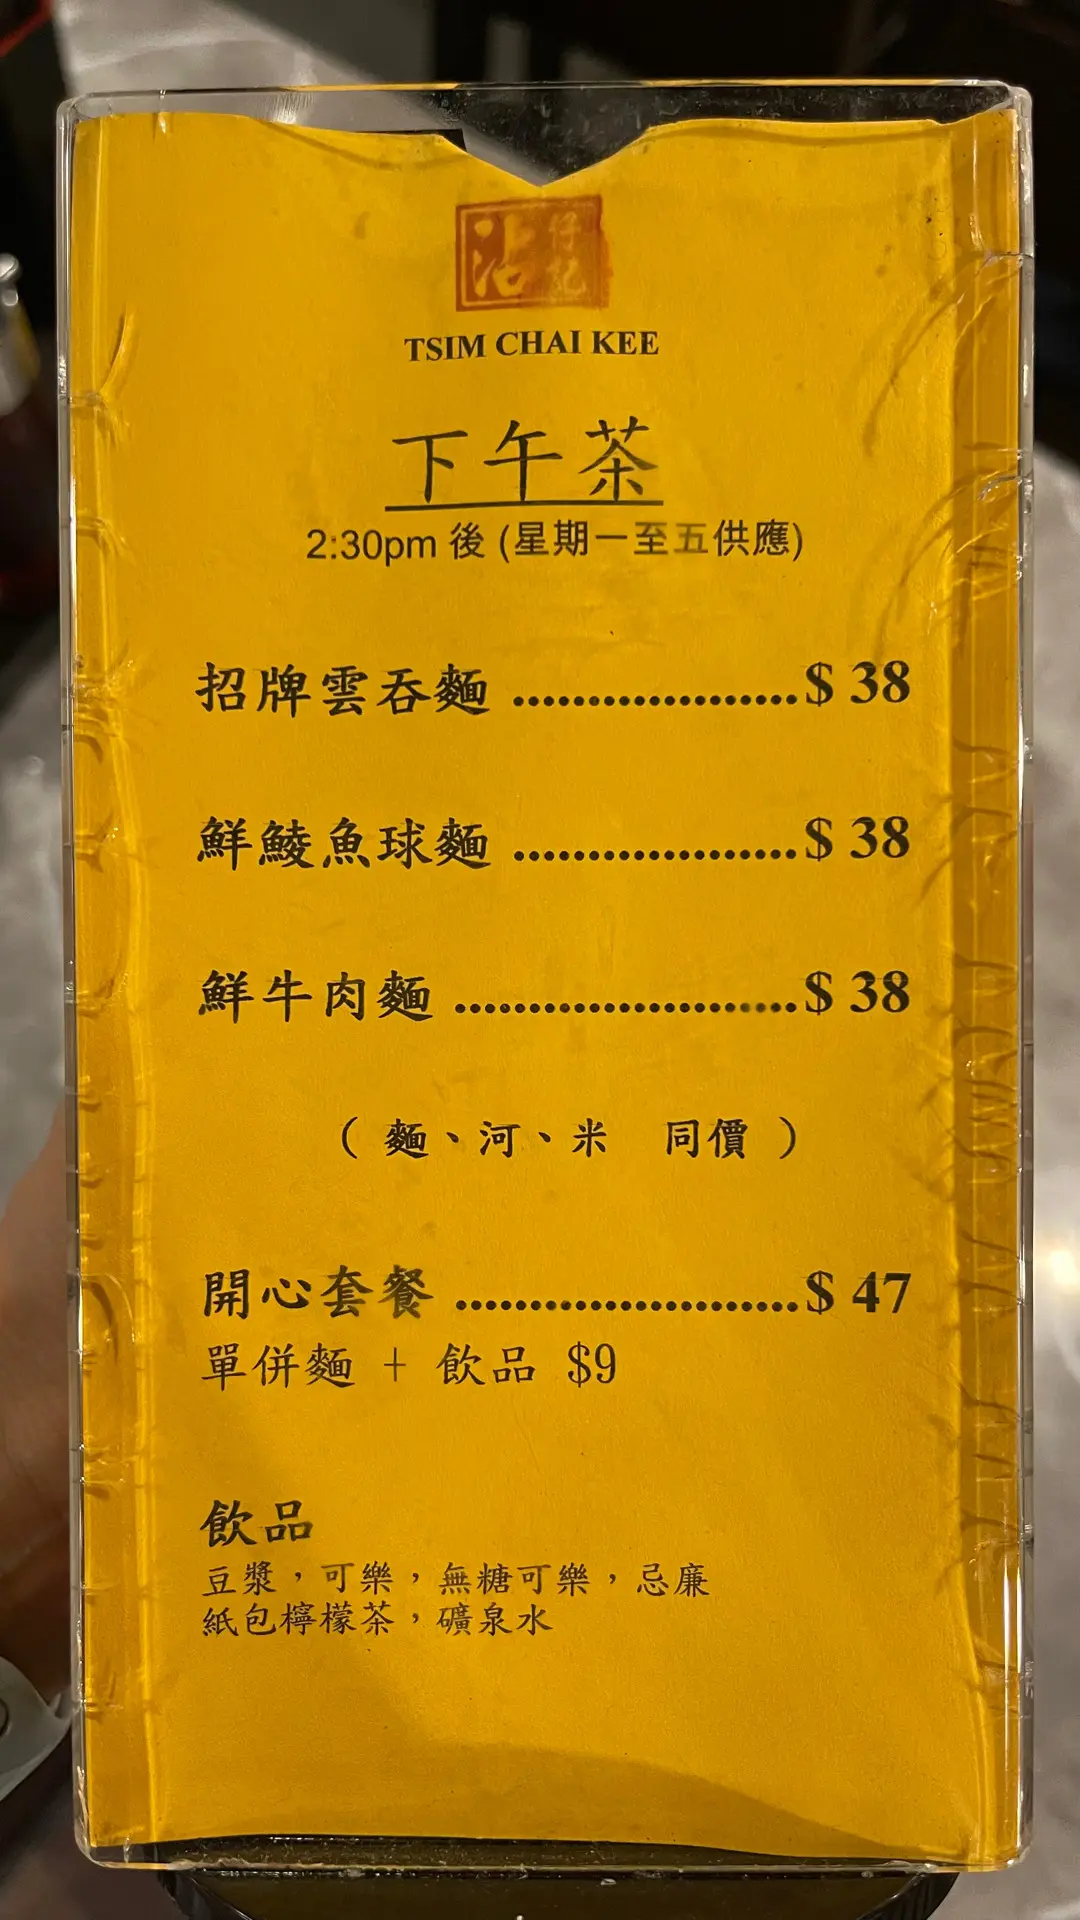 沾仔記
TSIM CHAI KEE
下午茶
2:30pm 後 (星期一至五供應)
招牌雲吞麵 ...................$ 38
鮮鯪魚球麵 ...................$ 38
鮮牛肉麵 .......................$ 38
( 麵、河、米 同價 )
開心套餐 .......................$ 47
單併麵 + 飲品 $9
飲品
豆漿，可樂，無糖可樂，忌廉
紙包檸檬茶，礦泉水